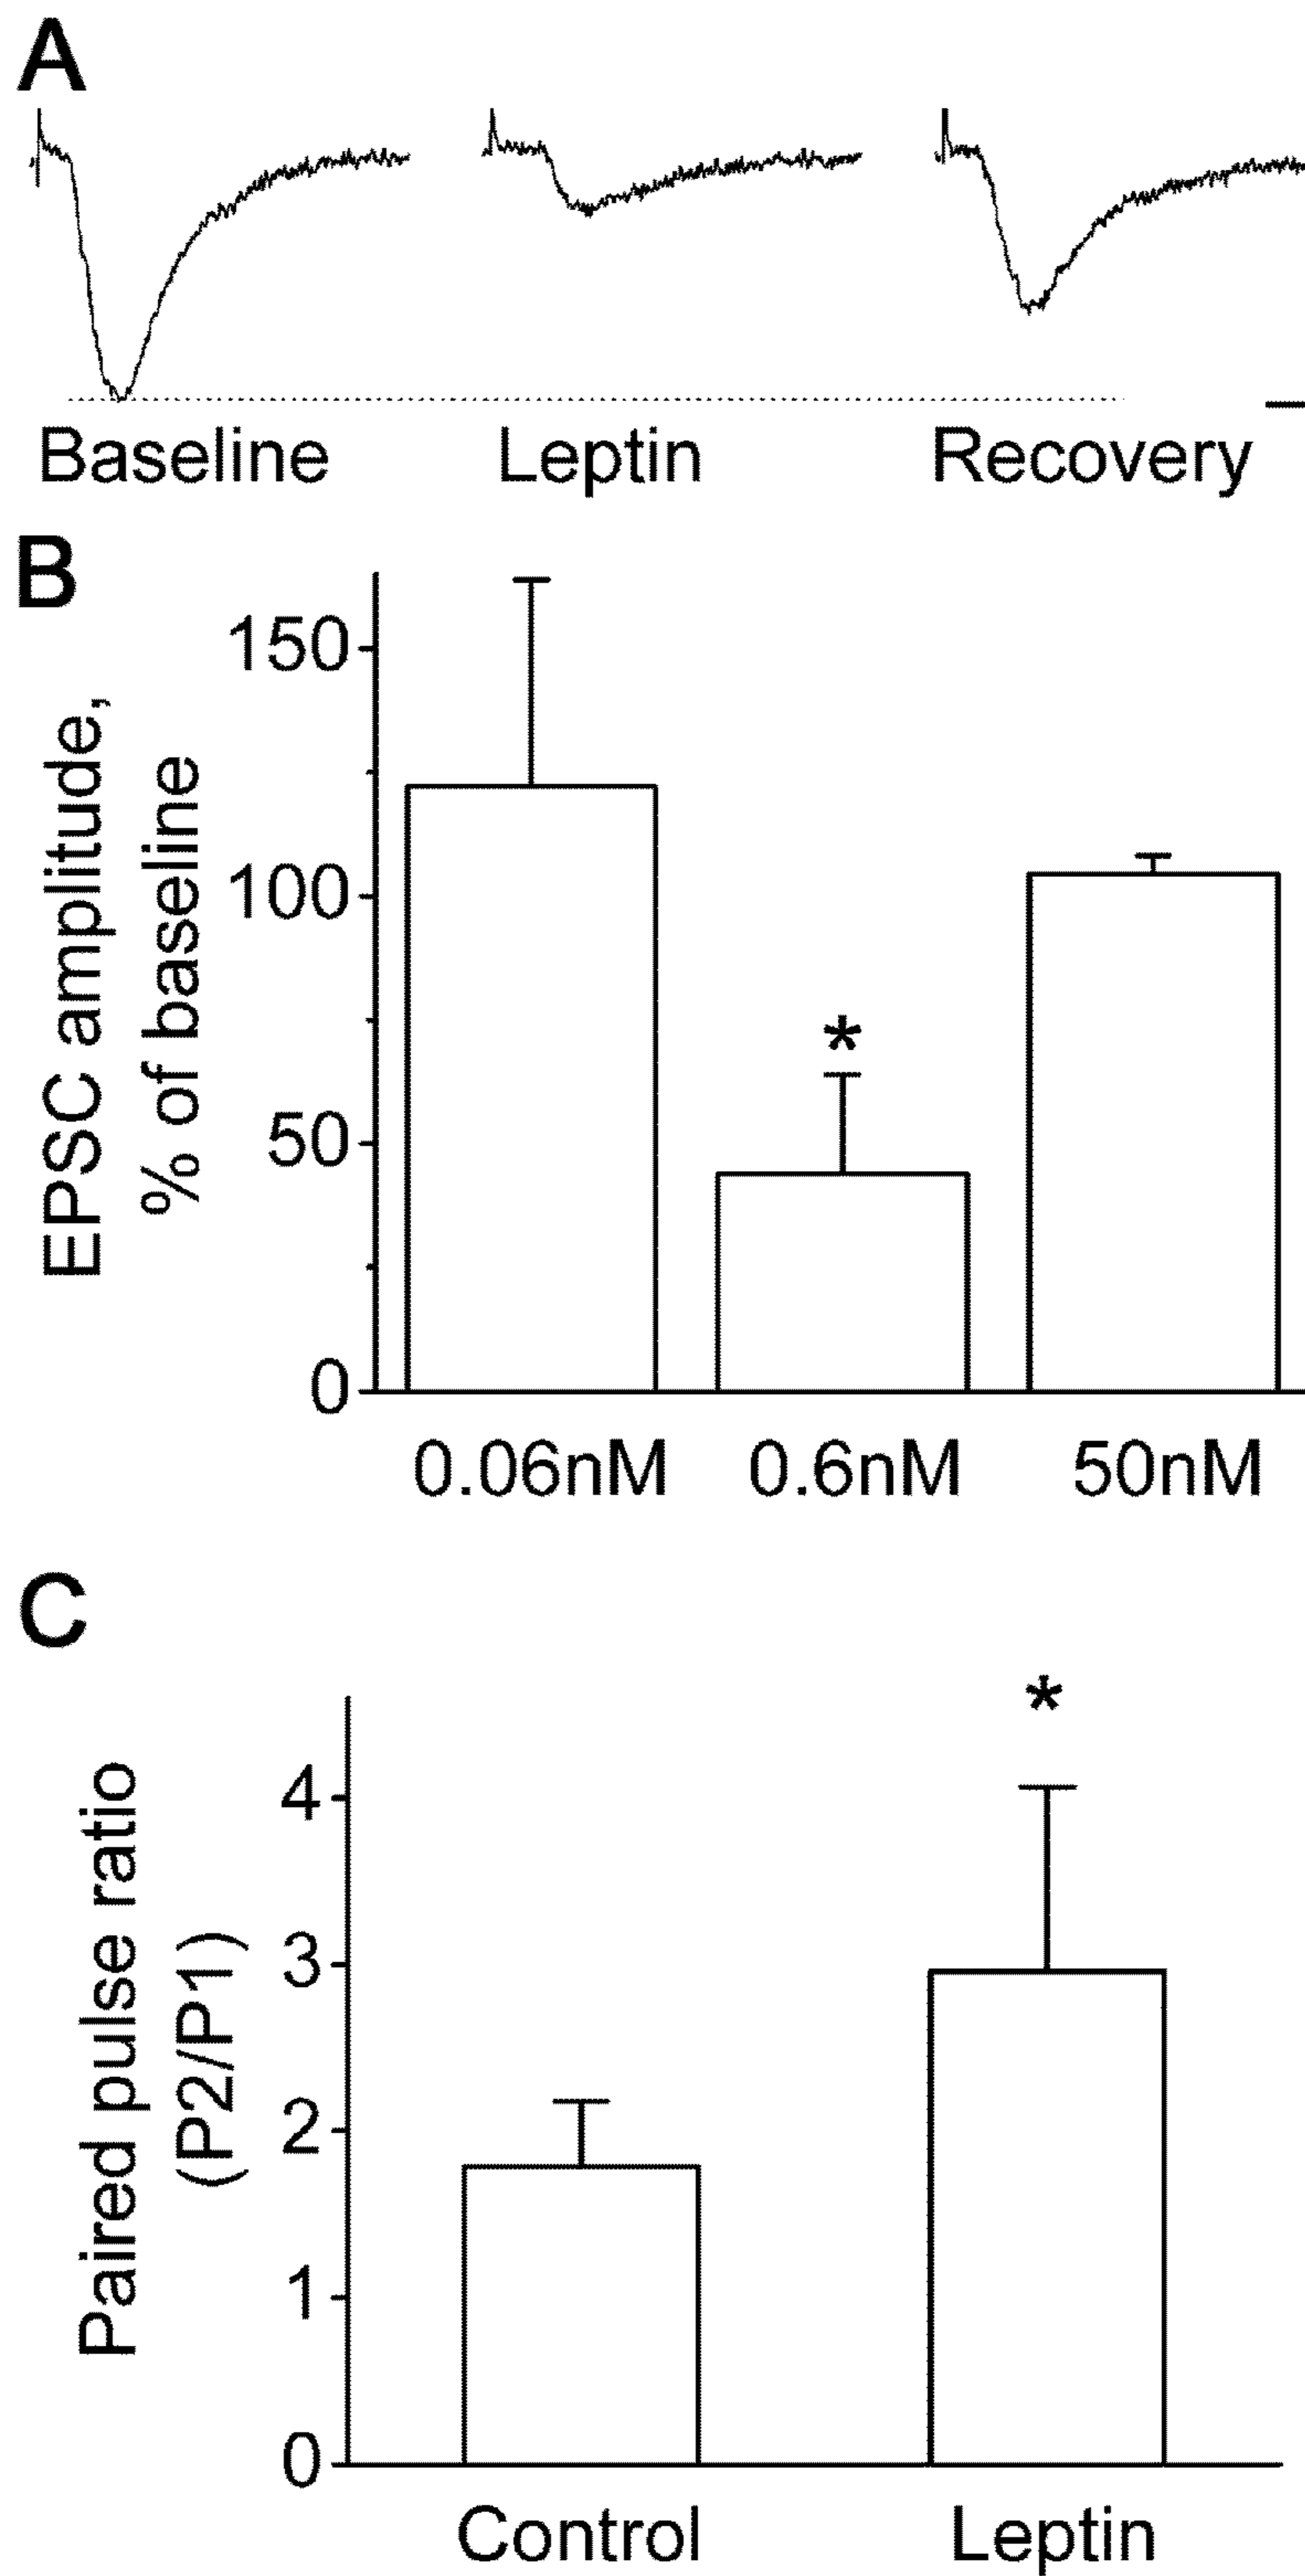 A
Baseline Leptin Recovery
B
EPSC amplitude,
% of baseline
150
100
50
0
*
0.06nM 0.6nM 50nM
C
Paired pulse ratio
(P2/P1)
4
3
2
1
0
*
Control Leptin